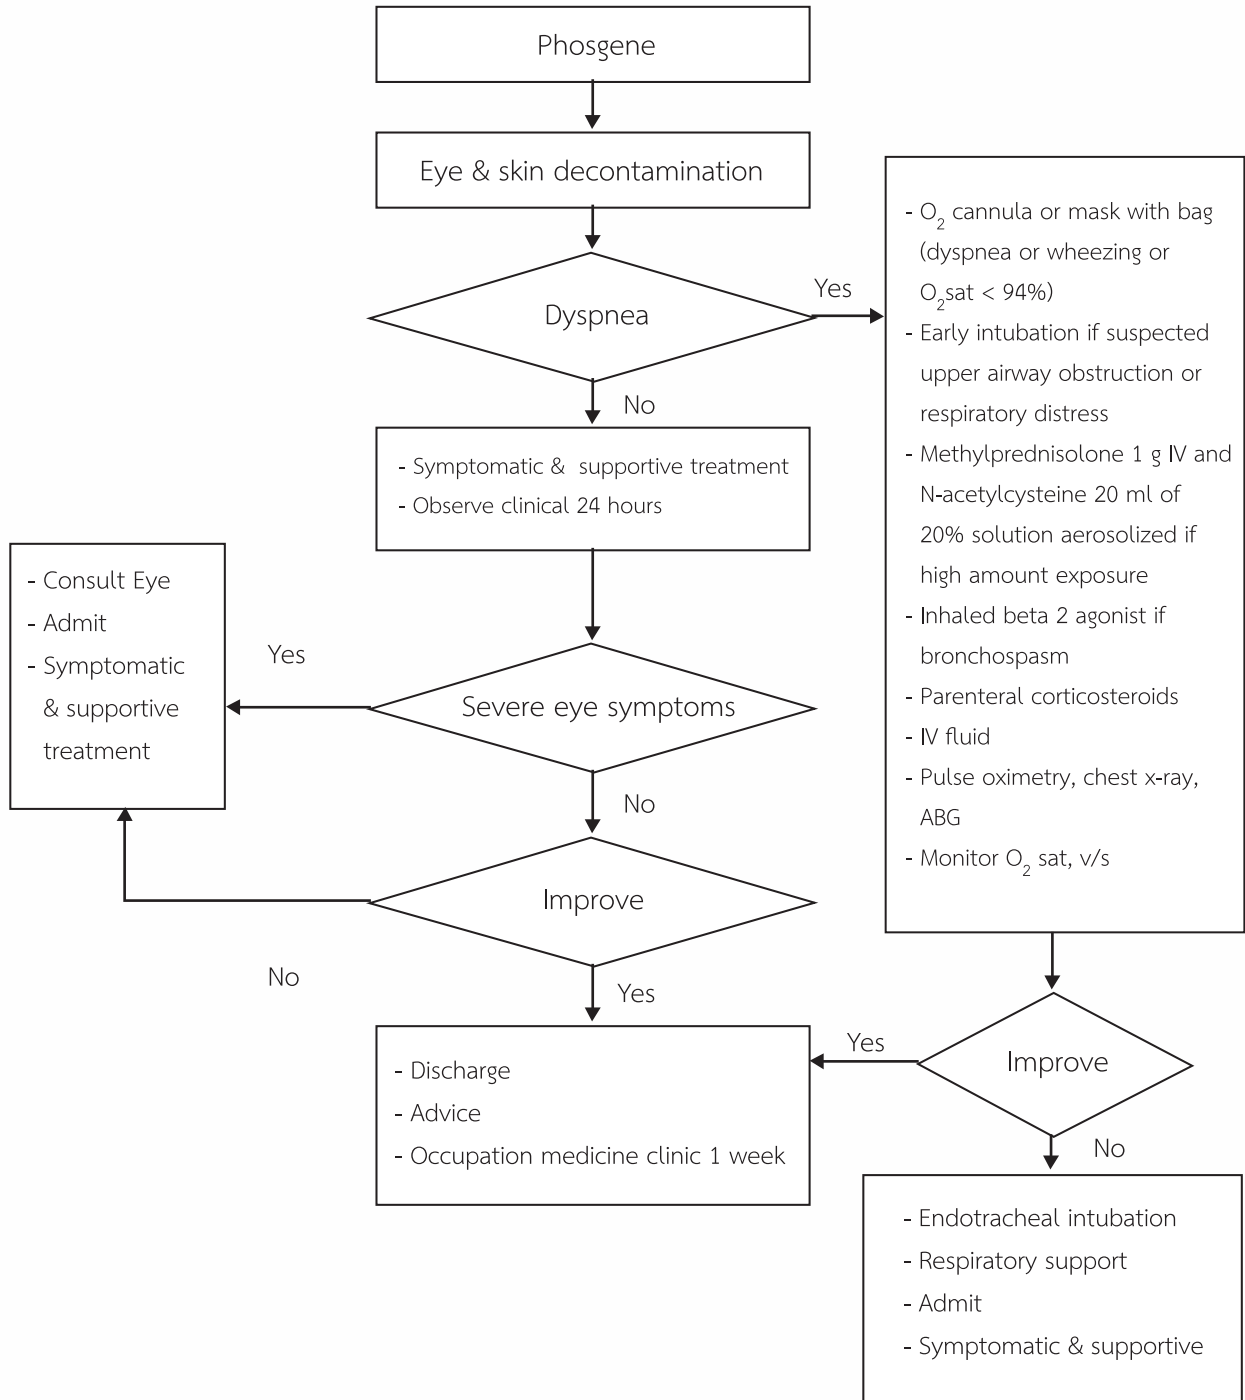 Phosgene
Eye & skin decontamination
Dyspnea
Yes
No
- O2 cannula or mask with bag
(dyspnea or wheezing or
O2sat < 94%)
- Early intubation if suspected
upper airway obstruction or
respiratory distress
- Methylprednisolone 1 g IV and
N-acetylcysteine 20 ml of
20% solution aerosolized if
high amount exposure
- Inhaled beta 2 agonist if
bronchospasm
- Parenteral corticosteroids
- IV fluid
- Pulse oximetry, chest x-ray,
ABG
- Monitor O2 sat, v/s
- Symptomatic & supportive treatment
- Observe clinical 24 hours
Severe eye symptoms
Yes
- Consult Eye
- Admit
- Symptomatic
& supportive
treatment
No
Improve
No
Yes
- Discharge
- Advice
- Occupation medicine clinic 1 week
Improve
Yes
No
- Endotracheal intubation
- Respiratory support
- Admit
- Symptomatic & supportive